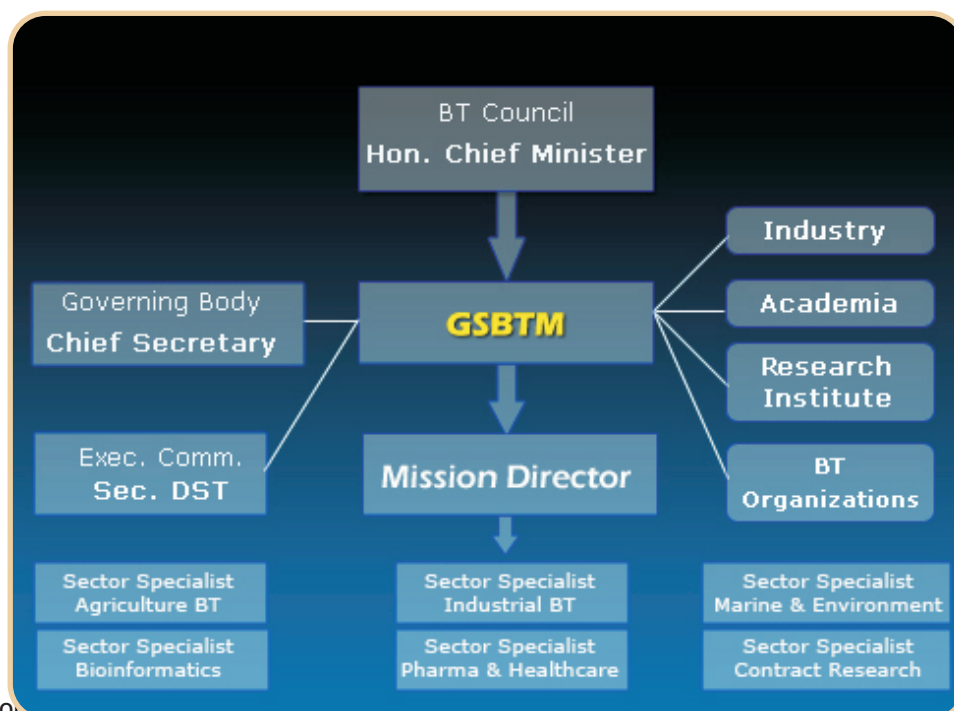 BT Council
Hon. Chief Minister
Industry
Governing Body
Chief Secretary
GSBTM
Academia
Research
Institute
Exec. Comm.
Sec. DST
Mission Director
BT
Organizations
Sector Specialist
Agriculture BT
Sector Specialist
Industrial BT
Sector Specialist
Marine & Environment
Sector Specialist
Bioinformatics
Sector Specialist
Pharma & Healthcare
Sector Specialist
Contract Research